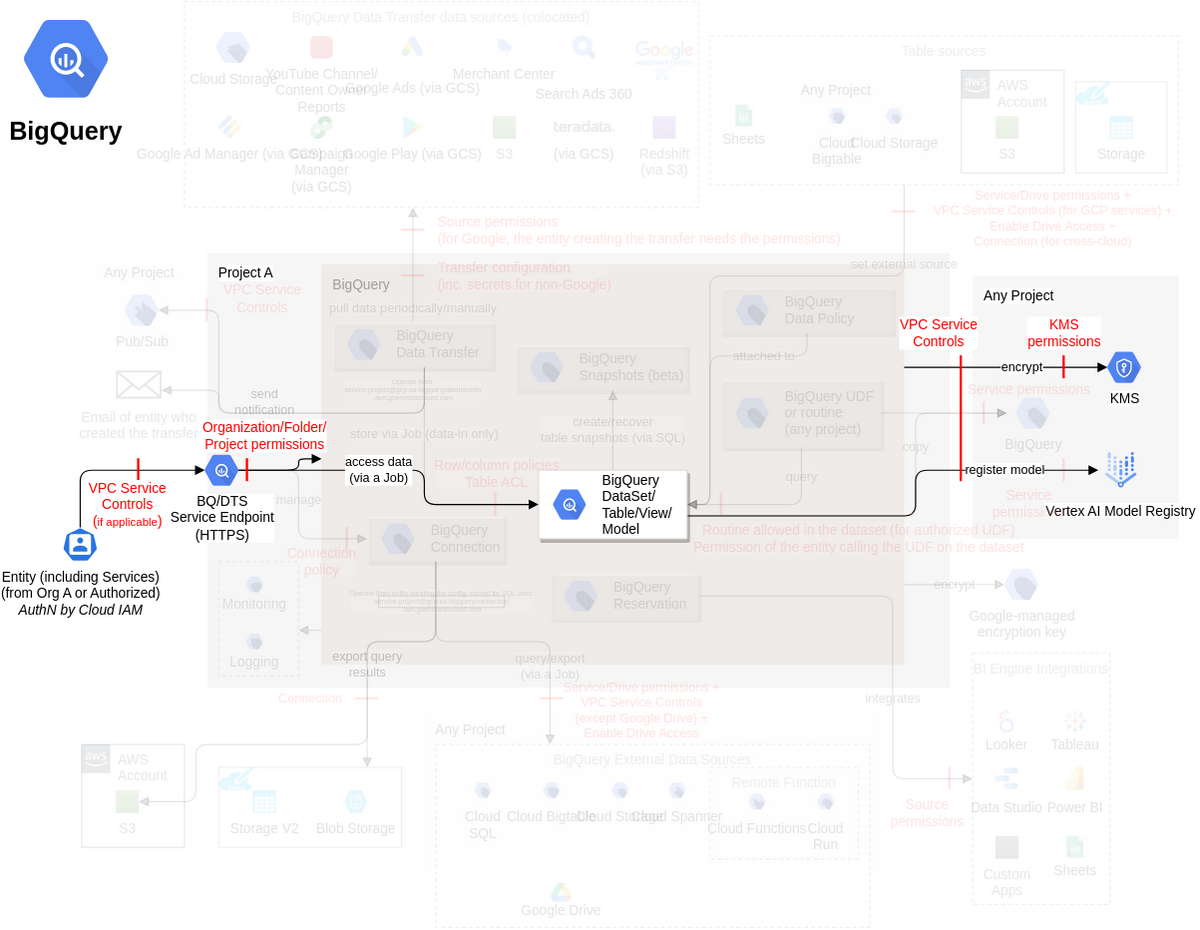 BigQuery
BigQuery Data Transfer data sources (colocated)
Cloud Storage
YouTube Channel/
Content Owner
Reports
Google Ads (via GCS)
Merchant Center
Search Ads 360
Google
Google Ad Manager (via GCS)
Campaign
Manager
(via GCS)
Google Play (via GCS)
S3
teradata.
(via GCS)
Redshift
(via S3)
Table sources
Sheets
Any Project
Cloud
Bigtable
Cloud Storage
aws
AWS
Account
S3
Storage
Source permissions
(for Google, the entity creating the transfer needs the permissions)
Service/Drive permissions +
VPC Service Controls (for GCP services) +
Enable Drive Access +
Connection (for cross-cloud)
set external source
Any Project
Pub/Sub
VPC Service
Controls
Project A
BigQuery
Transfer configuration
(inc. secrets for non-Google)
pull data periodically/manually
BigQuery
Data Transfer
BigQuery
Snapshots (beta)
BigQuery
Data Policy
attached to
Any Project
VPC Service
Controls
KMS
permissions
encrypt
KMS
Service permissions
BigQuery
copy
register model
Service
permissions
Vertex AI Model Registry
BigQuery UDF
or routine
(any project)
query
Email of entity who
created the transfer
send
notification
Organization/Folder/
Project permissions
store via Job (data-in only)
create/recover
table snapshots (via SQL)
access data
(via a Job)
Row/column policies
Table ACL
BigQuery
DataSet/
Table/View/
Model
VPC Service
Controls
(if applicable)
BQ/DTS
Service Endpoint
(HTTPS)
manage
Connection
policy
BigQuery
Connection
Routine allowed in the dataset (for authorized UDF)
Permission of the entity calling the UDF on the dataset
Entity (including Services)
(from Org A or Authorized)
AuthN by Cloud IAM
Monitoring
Logging
BigQuery
Reservation
encrypt
Google-managed
encryption key
export query
results
query/export
(via a Job)
Connection
Service/Drive permissions +
VPC Service Controls
(except Google Drive) +
Enable Drive Access
integrates
BI Engine Integrations
Looker
Tableau
Data Studio
Power BI
Custom
Apps
Sheets
Source
permissions
aws
AWS
Account
S3
Storage V2
Blob Storage
Any Project
BigQuery External Data Sources
Cloud
SQL
Cloud Bigtable
Cloud Storage
Cloud Spanner
Remote Function
Cloud Functions
Cloud
Run
Google Drive